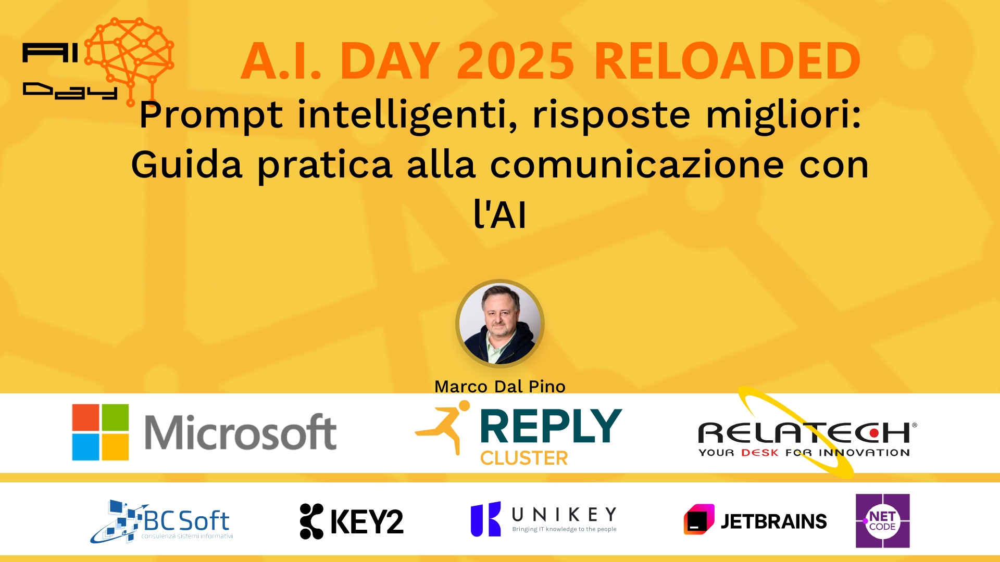 AI
Day
A.I. DAY 2025 RELOADED
Prompt intelligenti, risposte migliori:
Guida pratica alla comunicazione con
l'AI
Marco Dal Pino
Microsoft
REPLY
CLUSTER
RELATECH®
YOUR DESK FOR INNOVATION
BC Soft
consulenza sistemi informativi
KEY2
UNIKEY
Bringing IT knowledge to the people
JETBRAINS
NET
CODE